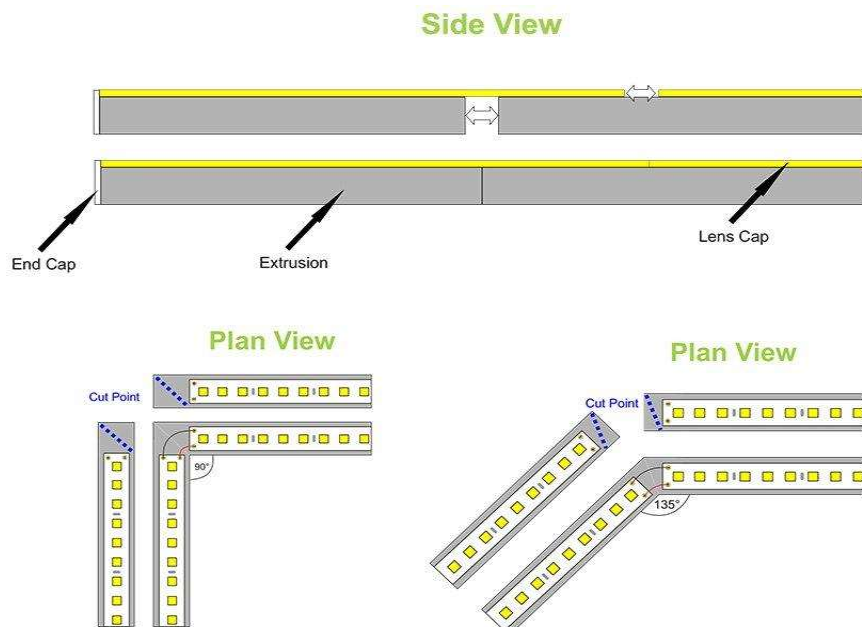 Side View
End Cap
Extrusion
Lens Cap
Plan View
Cut Point
90°
Plan View
Cut Point
135°